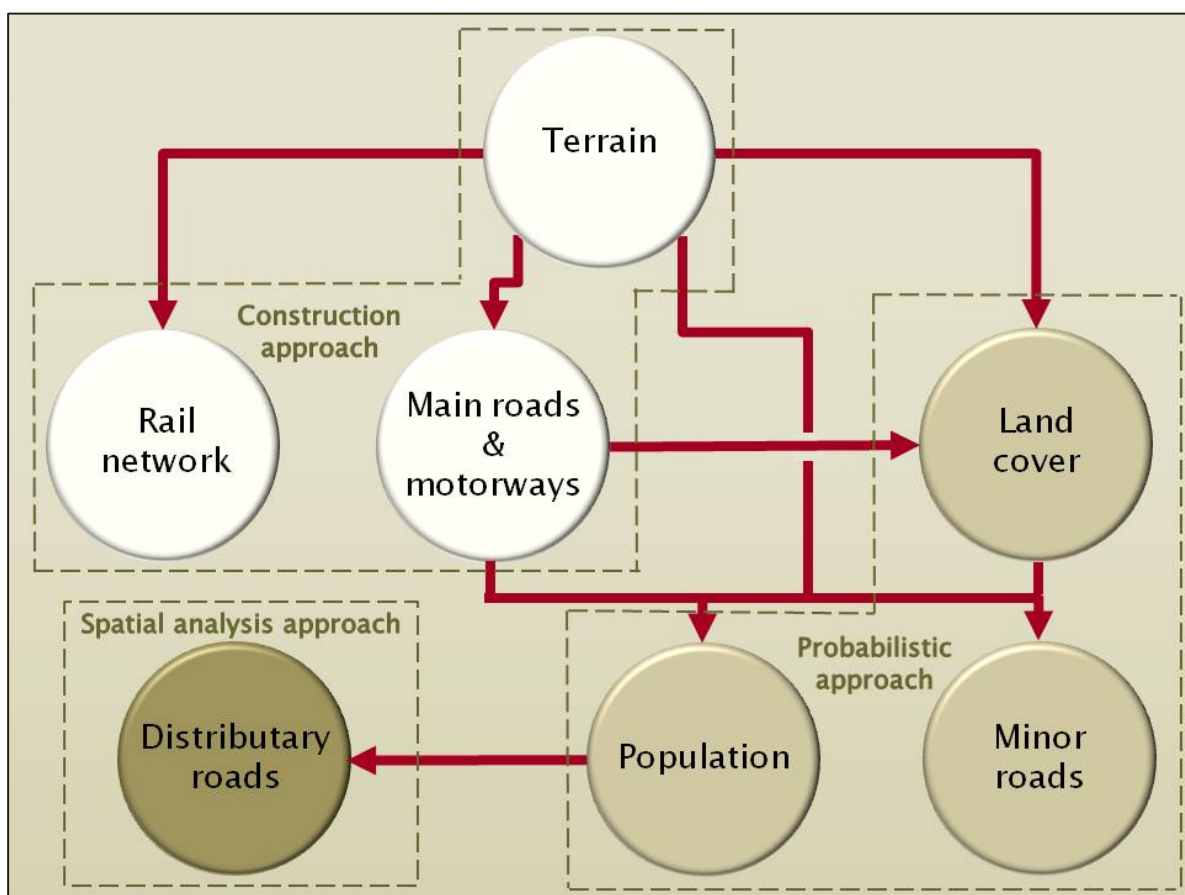 Terrain
Construction
approach
Rail
network
Main roads
&
motorways
Land
cover
Spatial analysis approach
Distributary
roads
Population
Probabilistic
approach
Minor
roads